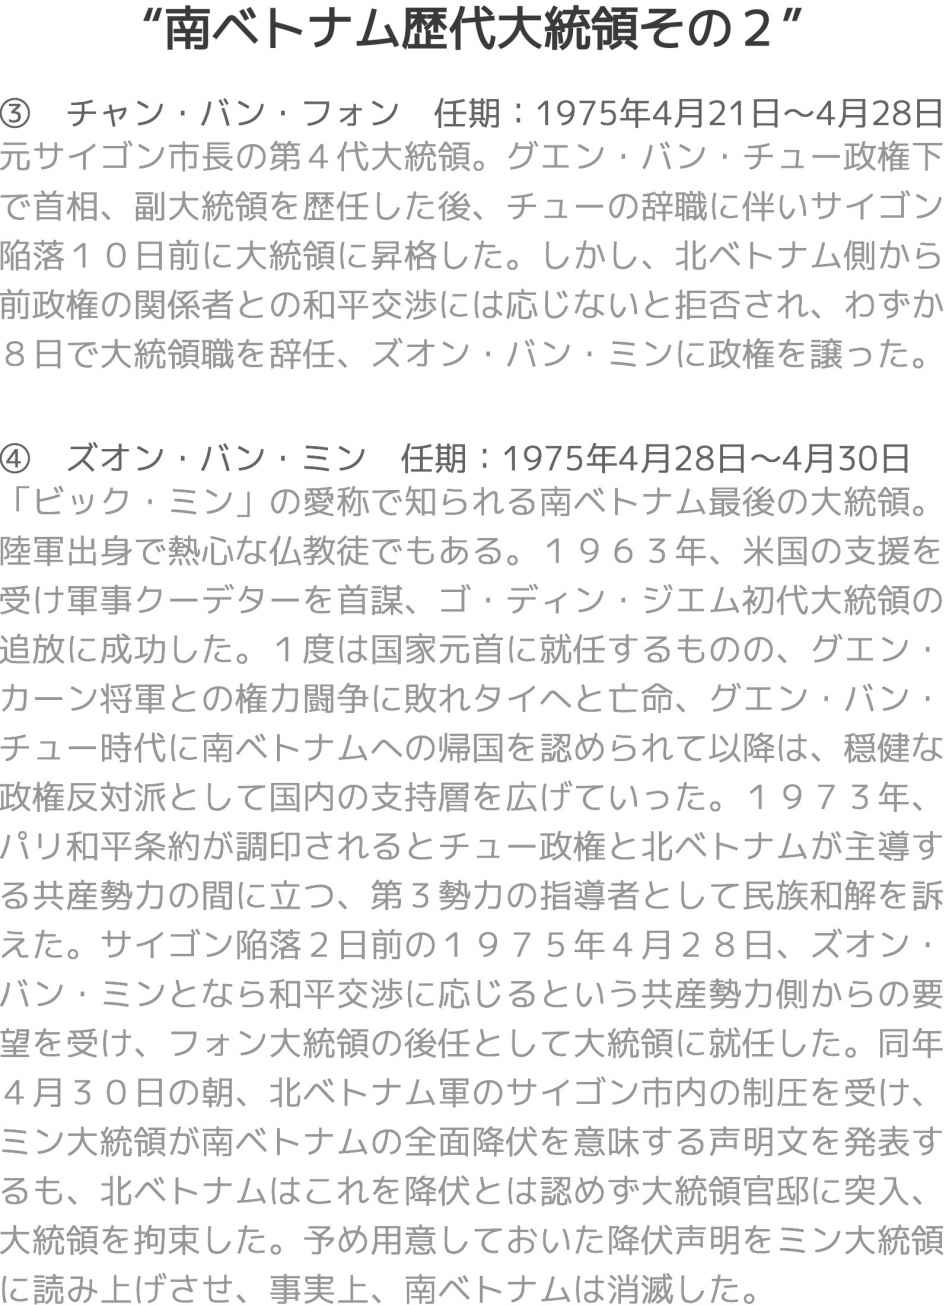 “南ベトナム歴代大統領その２”
③　チャン・バン・フォン　任期：1975年4月21日〜4月28日
元サイゴン市長の第４代大統領。グエン・バン・チュー政権下
で首相、副大統領を歴任した後、チューの辞職に伴いサイゴン
陥落１０日前に大統領に昇格した。しかし、北ベトナム側から
前政権の関係者との和平交渉には応じないと拒否され、わずか
８日で大統領職を辞任、ズオン・バン・ミンに政権を譲った。
④　ズオン・バン・ミン　任期：1975年4月28日〜4月30日
「ビック・ミン」の愛称で知られる南ベトナム最後の大統領。
陸軍出身で熱心な仏教徒でもある。１９６３年、米国の支援を
受け軍事クーデターを首謀、ゴ・ディン・ジエム初代大統領の
追放に成功した。１度は国家元首に就任するものの、グエン・
カーン将軍との権力闘争に敗れタイへと亡命、グエン・バン・
チュー時代に南ベトナムへの帰国を認められて以降は、穏健な
政権反対派として国内の支持層を広げていった。１９７３年、
パリ和平条約が調印されるとチュー政権と北ベトナムが主導す
る共産勢力の間に立つ、第３勢力の指導者として民族和解を訴
えた。サイゴン陥落２日前の１９７５年４月２８日、ズオン・
バン・ミンとなら和平交渉に応じるという共産勢力側からの要
望を受け、フォン大統領の後任として大統領に就任した。同年
４月３０日の朝、北ベトナム軍のサイゴン市内の制圧を受け、
ミン大統領が南ベトナムの全面降伏を意味する声明文を発表す
るも、北ベトナムはこれを降伏とは認めず大統領官邸に突入、
大統領を拘束した。予め用意しておいた降伏声明をミン大統領
に読み上げさせ、事実上、南ベトナムは消滅した。